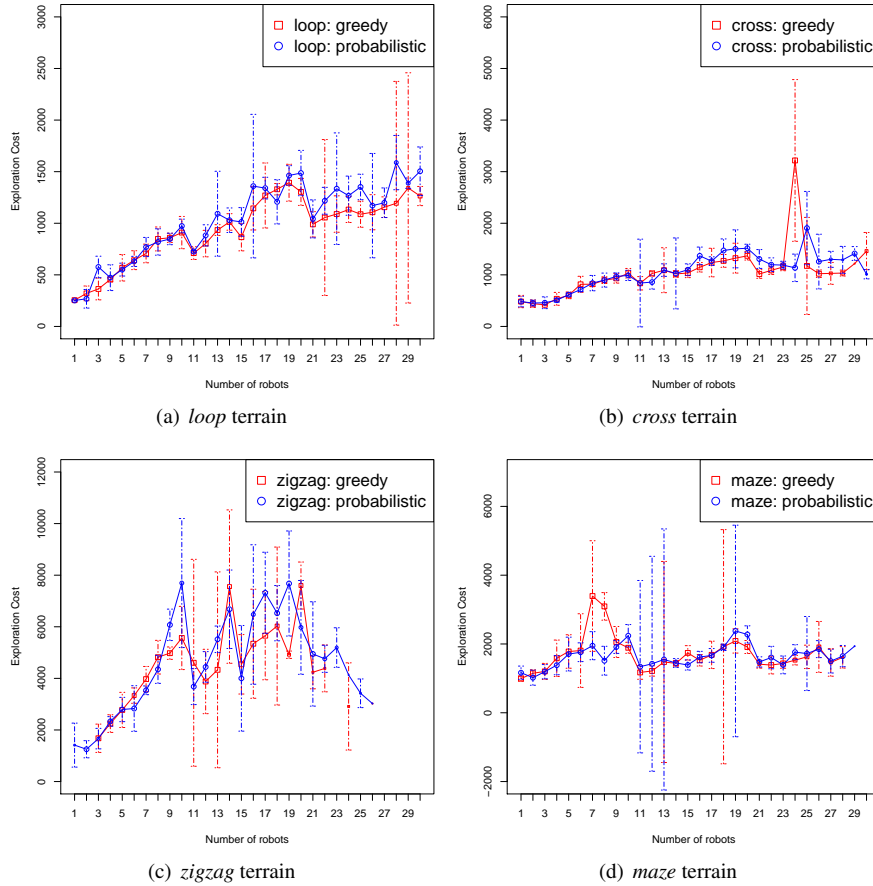 loop: greedy
loop: probabilistic
Exploration Cost
0 500 1000 1500 2000 2500 3000
1 3 5 7 9 11 13 15 17 19 21 23 25 27 29
Number of robots
(a) loop terrain
cross: greedy
cross: probabilistic
Exploration Cost
0 1000 2000 3000 4000 5000 6000
1 3 5 7 9 11 13 15 17 19 21 23 25 27 29
Number of robots
(b) cross terrain
zigzag: greedy
zigzag: probabilistic
Exploration Cost
0 2000 4000 6000 8000 10000 12000
1 3 5 7 9 11 13 15 17 19 21 23 25 27 29
Number of robots
(c) zigzag terrain
maze: greedy
maze: probabilistic
Exploration Cost
−2000 0 2000 4000 6000
1 3 5 7 9 11 13 15 17 19 21 23 25 27 29
Number of robots
(d) maze terrain